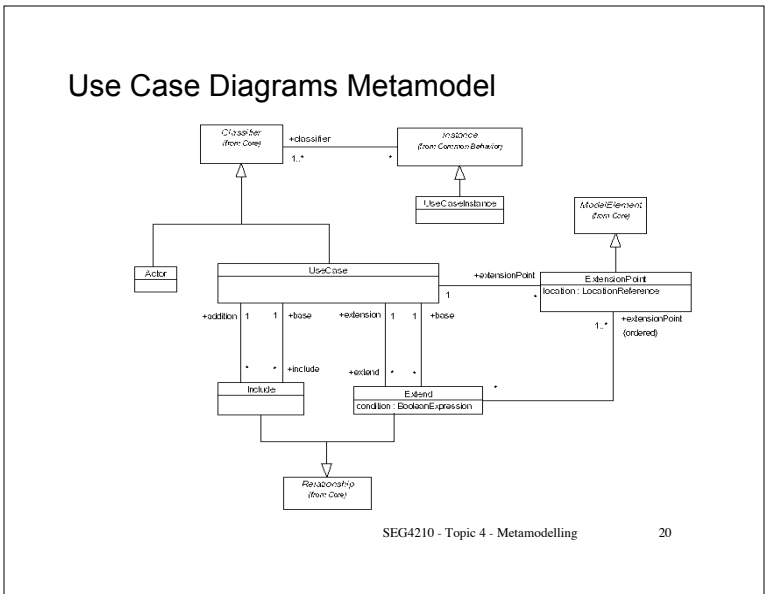 Use Case Diagrams Metamodel
Classifier
(from Core)
+classifier
1..*
*
Instance
(from Common Behavior)
UseCaseInstance
ModelElement
(from Core)
Actor
UseCase
+extensionPoint
1
*
ExtensionPoint
location : LocationReference
+addition 1
1 +base
+extension 1
1 +base
1..*
+extensionPoint
{ordered}
* * +include
+extend * *
*
Include
Extend
condition : BooleanExpression
Relationship
(from Core)
SEG4210 - Topic 4 - Metamodelling 20